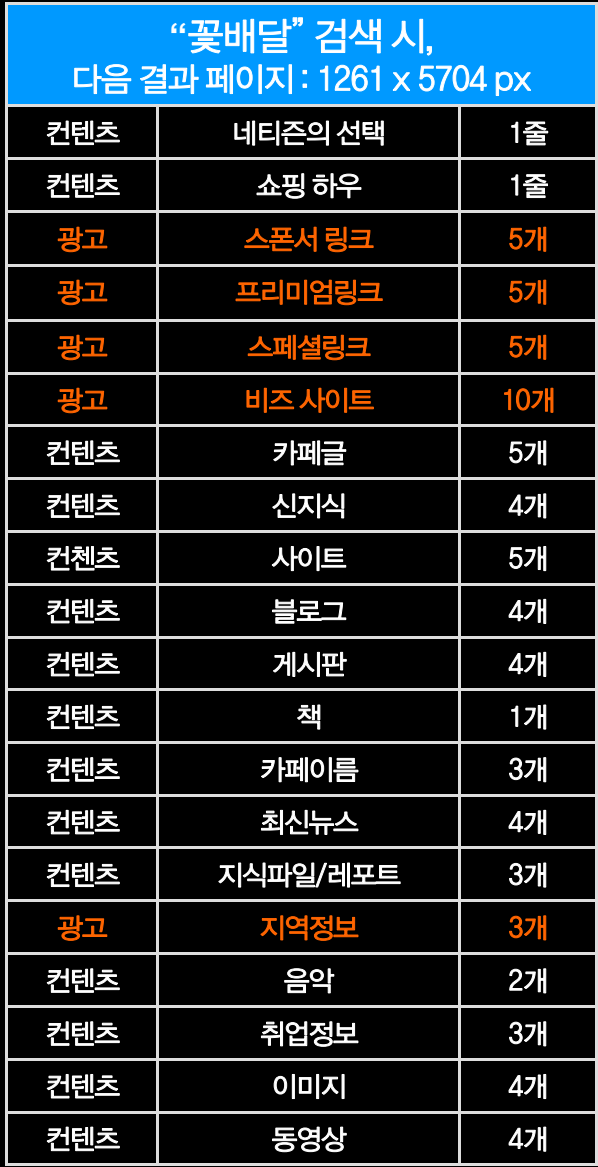 “꽃배달” 검색 시,
다음 결과 페이지 : 1261 x 5704 px
컨텐츠 네티즌의 선택 1줄
컨텐츠 쇼핑 하우 1줄
광고 스폰서 링크 5개
광고 프리미엄링크 5개
광고 스페셜링크 5개
광고 비즈 사이트 10개
컨텐츠 카페글 5개
컨텐츠 신지식 4개
컨첸츠 사이트 5개
컨텐츠 블로그 4개
컨텐츠 게시판 4개
컨텐츠 책 1개
컨텐츠 카페이름 3개
컨텐츠 최신뉴스 4개
컨텐츠 지식파일/레포트 3개
광고 지역정보 3개
컨텐츠 음악 2개
컨텐츠 취업정보 3개
컨텐츠 이미지 4개
컨텐츠 동영상 4개